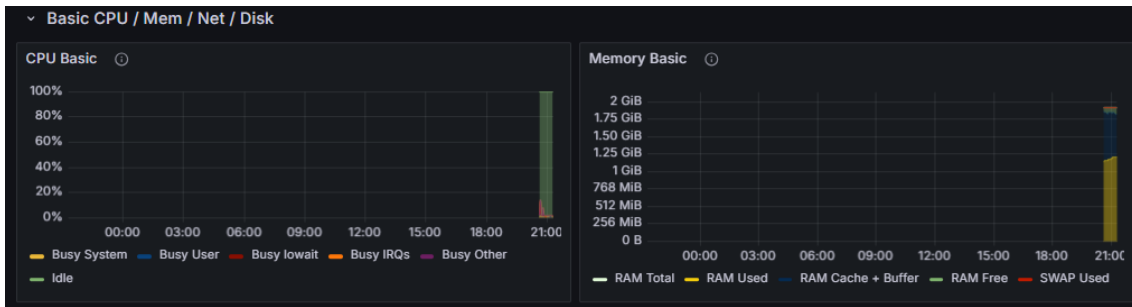 Basic CPU / Mem / Net / Disk
CPU Basic
100%
80%
60%
40%
20%
0%
00:00 03:00 06:00 09:00 12:00 15:00 18:00 21:00
Busy System Busy User Busy Iowait Busy IRQs Busy Other
Idle
Memory Basic
2 GiB
1.75 GiB
1.50 GiB
1.25 GiB
1 GiB
768 MiB
512 MiB
256 MiB
0 B
00:00 03:00 06:00 09:00 12:00 15:00 18:00 21:00
RAM Total RAM Used RAM Cache + Buffer RAM Free SWAP Used